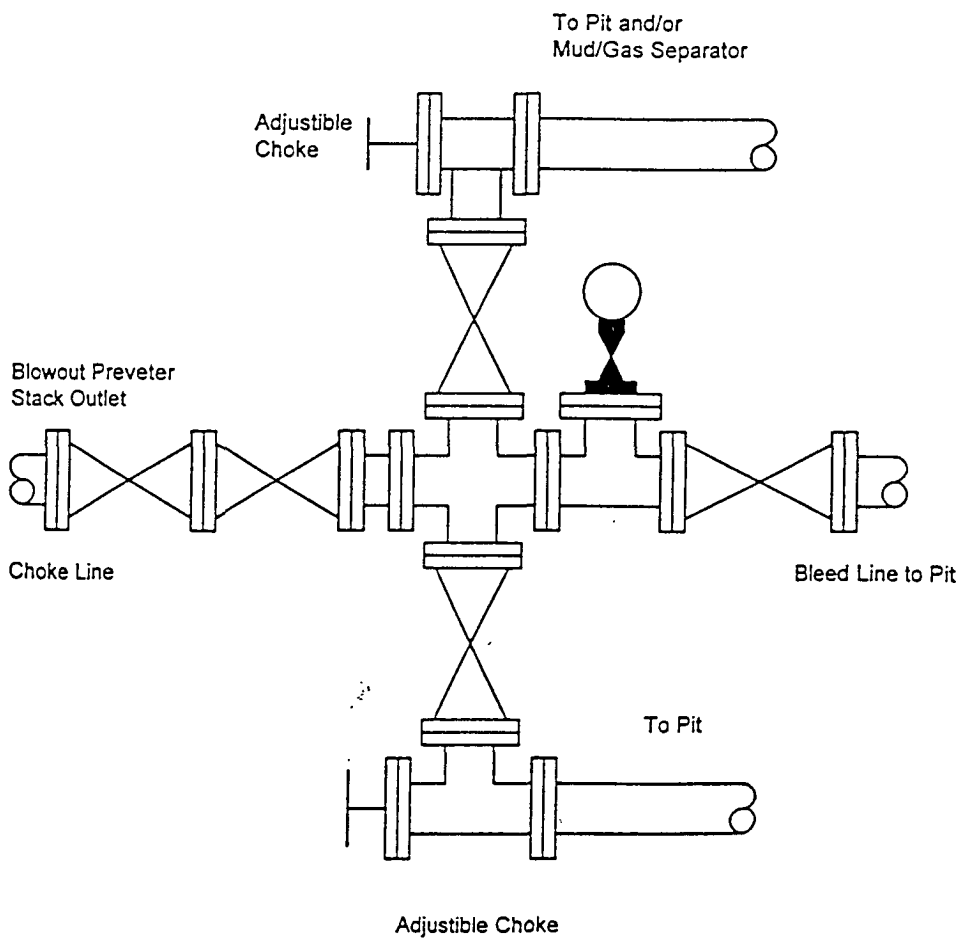 To Pit and/or
Mud/Gas Separator
Adjustible
Choke
Blowout Preveter
Stack Outlet
Choke Line
Bleed Line to Pit
To Pit
Adjustible Choke